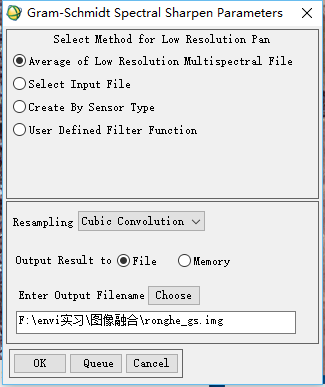 Gram-Schmidt Spectral Sharpen Parameters
Select Method for Low Resolution Pan
Average of Low Resolution Multispectral File
Select Input File
Create By Sensor Type
User Defined Filter Function
Resampling Cubic Convolution
Output Result to File Memory
Enter Output Filename Choose
F:\envi实习\图像融合\ronghe_gs.img
OK Queue Cancel